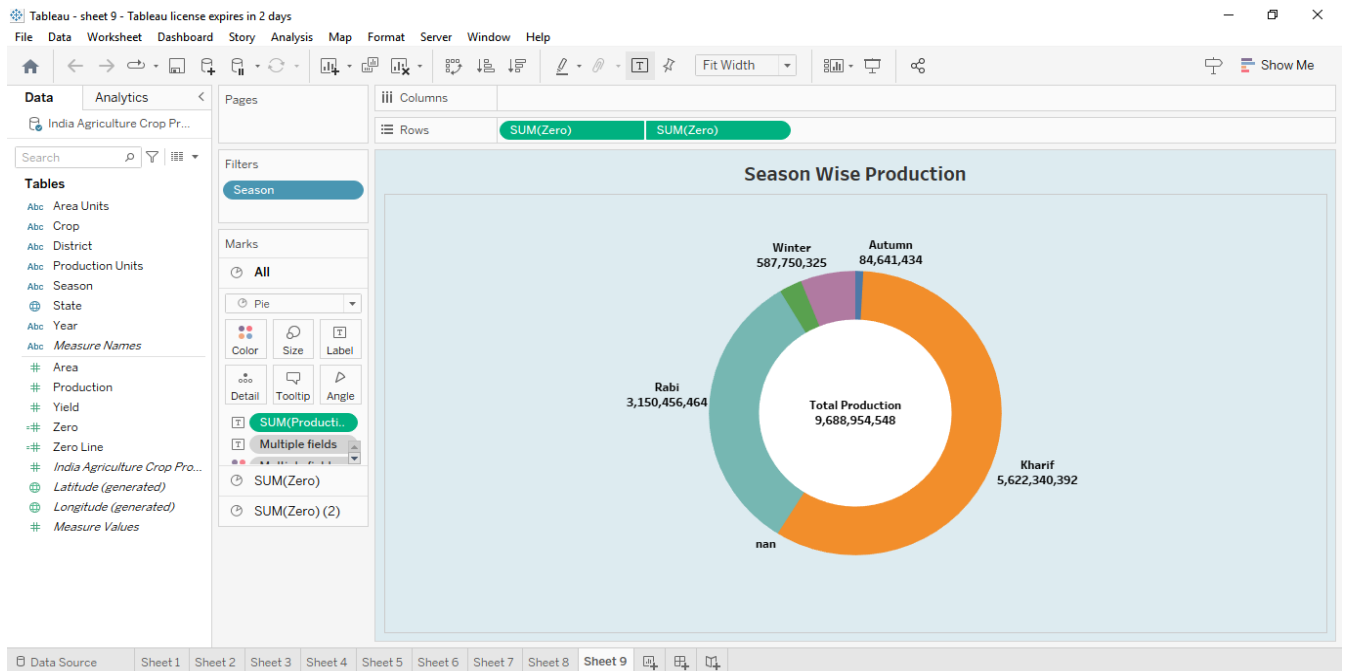 Tableau - sheet 9 - Tableau license expires in 2 days
File Data Worksheet Dashboard Story Analysis Map Format Server Window Help
Fit Width
Show Me
Data Analytics
India Agriculture Crop Pr...
Search
Tables
Abc Area Units
Abc Crop
Abc District
Abc Production Units
Abc Season
State
Abc Year
Abc Measure Names
# Area
# Production
# Yield
=# Zero
=# Zero Line
# India Agriculture Crop Pro...
Latitude (generated)
Longitude (generated)
# Measure Values
Pages
Filters
Season
Marks
All
Pie
Color Size Label
Detail Tooltip Angle
SUM(Producti..
Multiple fields
SUM(Zero)
SUM(Zero) (2)
Columns
Rows SUM(Zero) SUM(Zero)
Season Wise Production
Winter
587,750,325
Autumn
84,641,434
Rabi
3,150,456,464
Total Production
9,688,954,548
Kharif
5,622,340,392
nan
Data Source Sheet 1 Sheet 2 Sheet 3 Sheet 4 Sheet 5 Sheet 6 Sheet 7 Sheet 8 Sheet 9